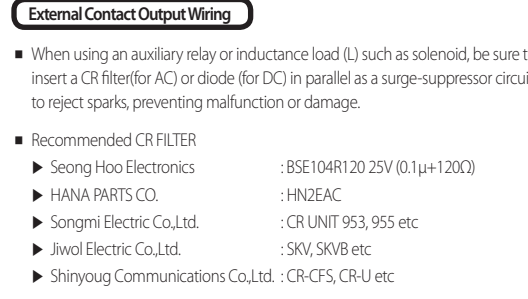 External Contact Output Wiring
■ When using an auxiliary relay or inductance load (L) such as solenoid, be sure t
insert a CR filter(for AC) or diode (for DC) in parallel as a surge-suppressor circui
to reject sparks, preventing malfunction or damage.
■ Recommended CR FILTER
▶ Seong Hoo Electronics : BSE104R120 25V (0.1μ+120Ω)
▶ HANA PARTS CO. : HN2EAC
▶ Songmi Electric Co.,Ltd. : CR UNIT 953, 955 etc
▶ Jiwol Electric Co.,Ltd. : SKV, SKVB etc
▶ Shinyoug Communications Co.,Ltd. : CR-CFS, CR-U etc